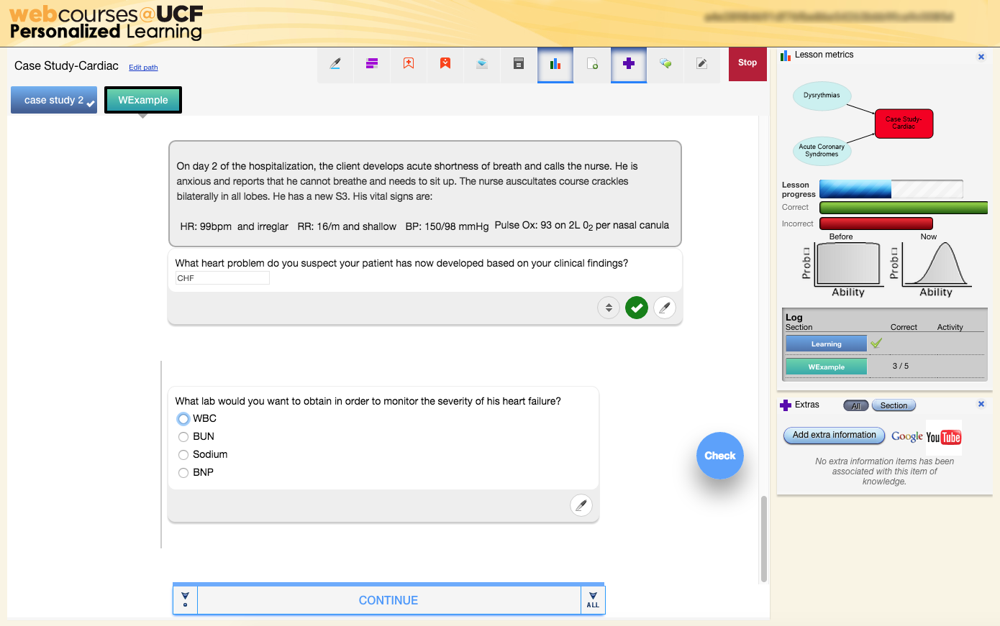 webcourses@UCF
Personalized Learning
Case Study-Cardiac Edit path
Stop
case study 2
WExample
On day 2 of the hospitalization, the client develops acute shortness of breath and calls the nurse. He is
anxious and reports that he cannot breathe and needs to sit up. The nurse auscultates course crackles
bilaterally in all lobes. He has a new S3. His vital signs are:
HR: 99bpm and irreglar RR: 16/m and shallow BP: 150/98 mmHg Pulse Ox: 93 on 2L 02 per nasal canula
What heart problem do you suspect your patient has now developed based on your clinical findings?
CHF
What lab would you want to obtain in order to monitor the severity of his heart failure?
WBC
BUN
Sodium
BNP
Check
CONTINUE
ALL
Lesson metrics
Dysrythmias
Case Study-
Cardiac
Acute Coronary
Syndromes
Lesson
progress
Correct
Incorrect
Before Now
Prob Prob
Ability Ability
Log
Section Correct Activity
Learning
WExample 3 / 5
Extras All Section
Add extra information Google YouTube
No extra information items has been
associated with this item of
knowledge.